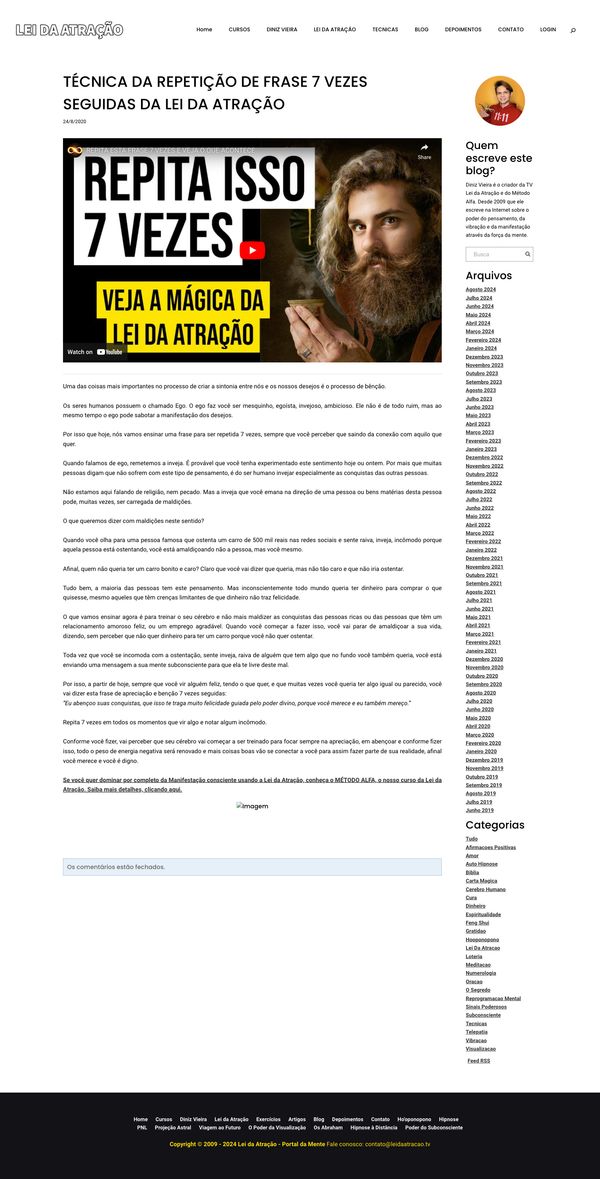 LEI DA ATRAÇÃO
Home CURSOS DINIZ VIEIRA LEI DA ATRAÇÃO TECNICAS BLOG DEPOIMENTOS CONTATO LOGIN
TÉCNICA DA REPETIÇÃO DE FRASE 7 VEZES
SEGUIDAS DA LEI DA ATRAÇÃO
24/8/2020
REPITA ESTA FRASE 7 VEZES E VEJA O QUE ACONTECE
Share
REPITA ISSO
7 VEZES
VEJA A MÁGICA DA
LEI DA ATRAÇÃO
Watch on YouTube
Uma das coisas mais importantes no processo de criar a sintonia entre nós e os nossos desejos é o processo de bênção.
Os seres humanos possuem o chamado Ego. O ego faz você ser mesquinho, egoísta, invejoso, ambicioso. Ele não é de todo ruim, mas ao
mesmo tempo o ego pode sabotar a manifestação dos desejos.
Por isso que hoje, nós vamos ensinar uma frase para ser repetida 7 vezes, sempre que você perceber que saindo da conexão com aquilo que
quer.
Quando falamos de ego, remetemos a inveja. É provável que você tenha experimentado este sentimento hoje ou ontem. Por mais que muitas
pessoas digam que não sofrem com este tipo de pensamento, é do ser humano invejar especialmente as conquistas das outras pessoas.
Não estamos aqui falando de religião, nem pecado. Mas a inveja que você emana na direção de uma pessoa ou bens matérias desta pessoa
pode, muitas vezes, ser carregada de maldições.
O que queremos dizer com maldições neste sentido?
Quando você olha para uma pessoa famosa que ostenta um carro de 500 mil reais nas redes sociais e sente raiva, inveja, incômodo porque
aquela pessoa está ostentando, você está amaldiçoando não a pessoa, mas você mesmo.
Afinal, quem não queria ter um carro bonito e caro? Claro que você vai dizer que queria, mas não tão caro e que não iria ostentar.
Tudo bem, a maioria das pessoas tem este pensamento. Mas inconscientemente todo mundo queria ter dinheiro para comprar o que
quisesse, mesmo aqueles que têm crenças limitantes de que dinheiro não traz felicidade.
O que vamos ensinar agora é para treinar o seu cérebro e não mais maldizer as conquistas das pessoas ricas ou das pessoas que têm um
relacionamento amoroso feliz, ou um emprego agradável. Quando você começar a fazer isso, você vai parar de amaldiçoar a sua vida,
dizendo, sem perceber que não quer dinheiro para ter um carro porque você não quer ostentar.
Toda vez que você se incomoda com a ostentação, sente inveja, raiva de alguém que tem algo que no fundo você também queria, você está
enviando uma mensagem a sua mente subconsciente para que ela te livre deste mal.
Por isso, a partir de hoje, sempre que você vir alguém feliz, tendo o que quer, e que muitas vezes você queria ter algo igual ou parecido, você
vai dizer esta frase de apreciação e benção 7 vezes seguidas:
"Eu abençoo suas conquistas, que isso te traga muito felicidade guiada pelo poder divino, porque você merece e eu também mereço."
Repita 7 vezes em todos os momentos que vir algo e notar algum incômodo.
Conforme você fizer, vai perceber que seu cérebro vai começar a ser treinado para focar sempre na apreciação, em abençoar e conforme fizer
isso, todo o peso de energia negativa será renovado e mais coisas boas vão se conectar a você para assim fazer parte de sua realidade, afinal
você merece e você é digno.
Se você quer dominar por completo da Manifestação consciente usando a Lei da Atração, conheça o MÉTODO ALFA, o nosso curso da Lei da
Atração. Saiba mais detalhes, clicando aqui.
Imagem
Os comentários estão fechados.
11:11
Quem
escreve este
blog?
Diniz Vieira é o criador da TV
Lei da Atração e do Método
Alfa. Desde 2009 que ele
escreve na Internet sobre o
poder do pensamento, da
vibração e da manifestação
através da força da mente.
Busca
Arquivos
Agosto 2024
Julho 2024
Junho 2024
Maio 2024
Abril 2024
Março 2024
Fevereiro 2024
Janeiro 2024
Dezembro 2023
Novembro 2023
Outubro 2023
Setembro 2023
Agosto 2023
Julho 2023
Junho 2023
Maio 2023
Abril 2023
Março 2023
Fevereiro 2023
Janeiro 2023
Dezembro 2022
Novembro 2022
Outubro 2022
Setembro 2022
Agosto 2022
Julho 2022
Junho 2022
Maio 2022
Abril 2022
Março 2022
Fevereiro 2022
Janeiro 2022
Dezembro 2021
Novembro 2021
Outubro 2021
Setembro 2021
Agosto 2021
Julho 2021
Junho 2021
Maio 2021
Abril 2021
Março 2021
Fevereiro 2021
Janeiro 2021
Dezembro 2020
Novembro 2020
Outubro 2020
Setembro 2020
Agosto 2020
Julho 2020
Junho 2020
Maio 2020
Abril 2020
Março 2020
Fevereiro 2020
Janeiro 2020
Dezembro 2019
Novembro 2019
Outubro 2019
Setembro 2019
Agosto 2019
Julho 2019
Junho 2019
Categorias
Tudo
Afirmacoes Positivas
Amor
Auto Hipnose
Biblia
Carta Magica
Cerebro Humano
Cura
Dinheiro
Espiritualidade
Feng Shui
Gratidao
Hooponopono
Lei Da Atracao
Loteria
Meditacao
Numerologia
Oracao
O Segredo
Reprogramacao Mental
Sinais Poderosos
Subconsciente
Tecnicas
Telepatia
Vibracao
Visualizacao
Feed RSS
Home Cursos Diniz Vieira Lei da Atração Exercícios Artigos Blog Depoimentos Contato Ho'oponopono Hipnose
PNL Projeção Astral Viagem ao Futuro O Poder da Visualização Os Abraham Hipnose à Distância Poder do Subconsciente
Copyright © 2009 - 2024 Lei da Atração - Portal da Mente Fale conosco: contato@leidaatracao.tv